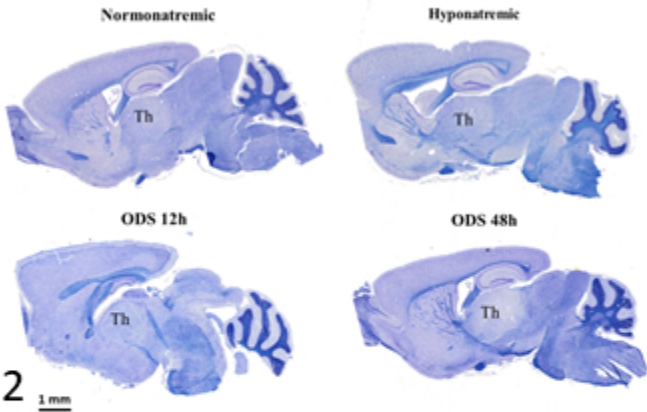 Normonatremic
Hyponatremic
Th
Th
ODS 12h
ODS 48h
Th
Th
2
1 mm